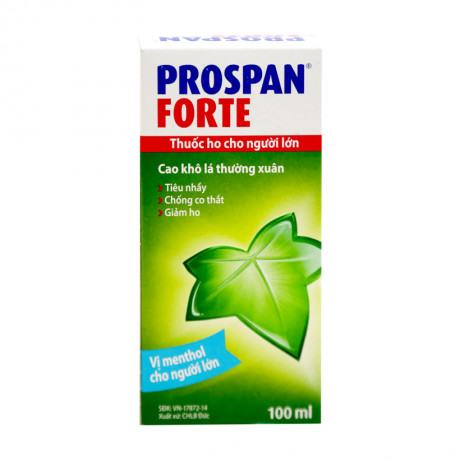 PROSPAN
PROSPAN®
FORTE
Thuốc ho cho người lớn
Cao khô lá thường xuân
Tiêu nhầy
Chống co thắt
Giảm ho
Vị menthol
cho người lớn
SĐK: VN-17872-14
Xuất xứ: CHLB Đức
100 ml